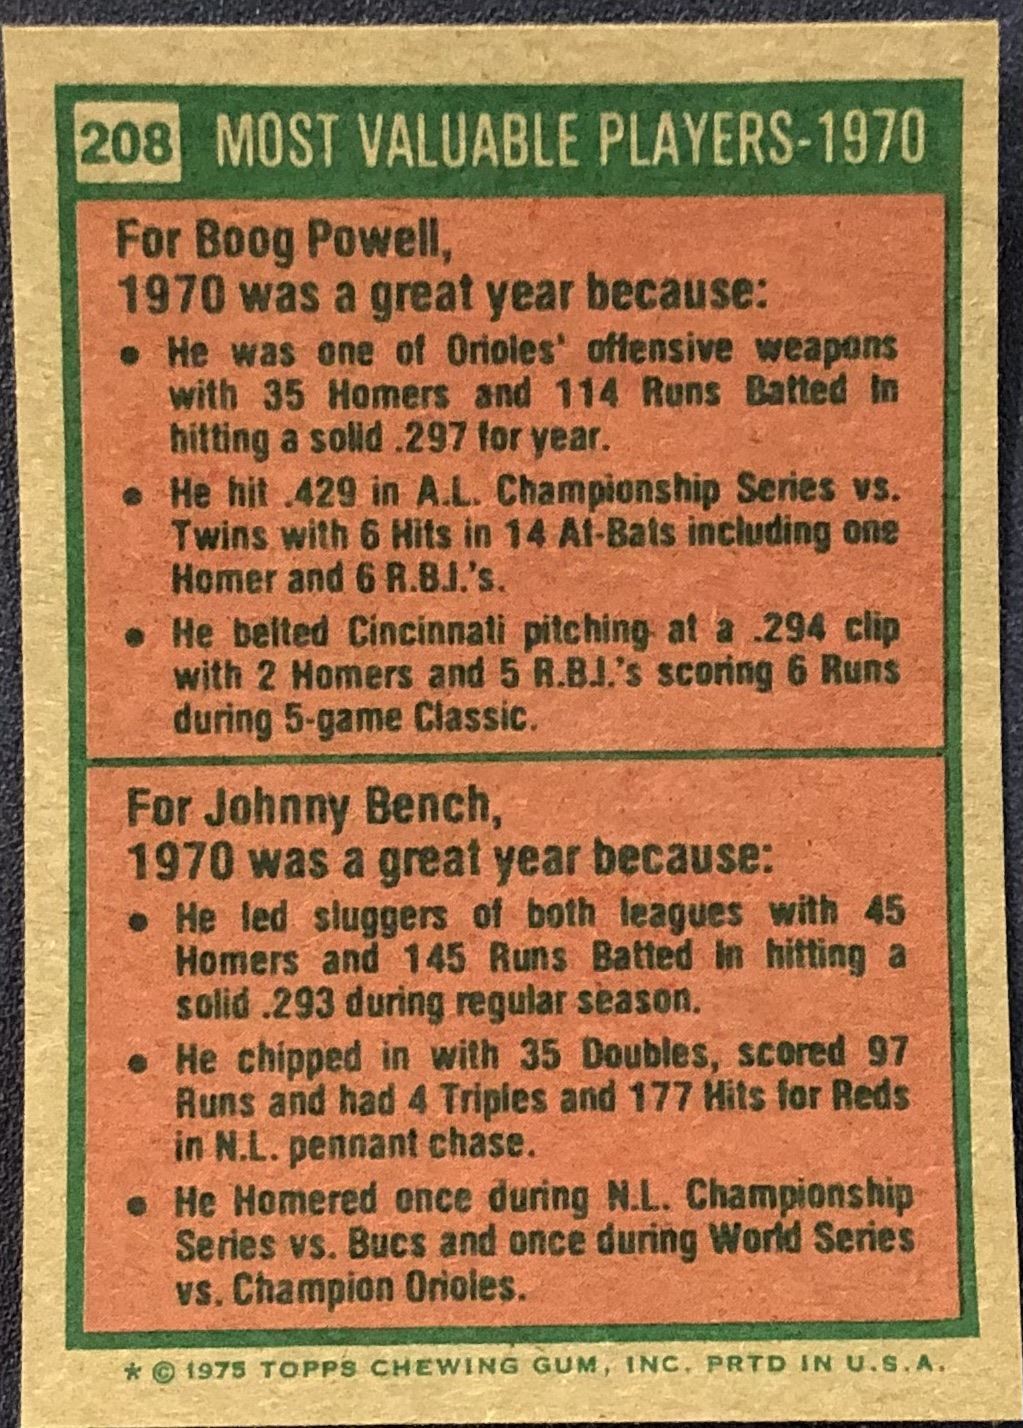 208 MOST VALUABLE PLAYERS-1970
For Boog Powell,
1970 was a great year because:
• He was one of Orioles' offensive weapons
with 35 Homers and 114 Runs Batted In
hitting a solid .297 for year.
• He hit .429 in A.L. Championship Series vs.
Twins with 6 Hits in 14 At-Bats including one
Homer and 6 R.B.I.'s.
• He belted Cincinnati pitching at a .294 clip
with 2 Homers and 5 R.B.I.'s scoring 6 Runs
during 5-game Classic.
For Johnny Bench,
1970 was a great year because:
• He led sluggers of both leagues with 45
Homers and 145 Runs Batted In hitting a
solid .293 during regular season.
• He chipped in with 35 Doubles, scored 97
Runs and had 4 Triples and 177 Hits for Reds
in N.L. pennant chase.
• He Homered once during N.L. Championship
Series vs. Bucs and once during World Series
vs. Champion Orioles.
* © 1975 TOPPS CHEWING GUM, INC. PRTD IN U.S.A.